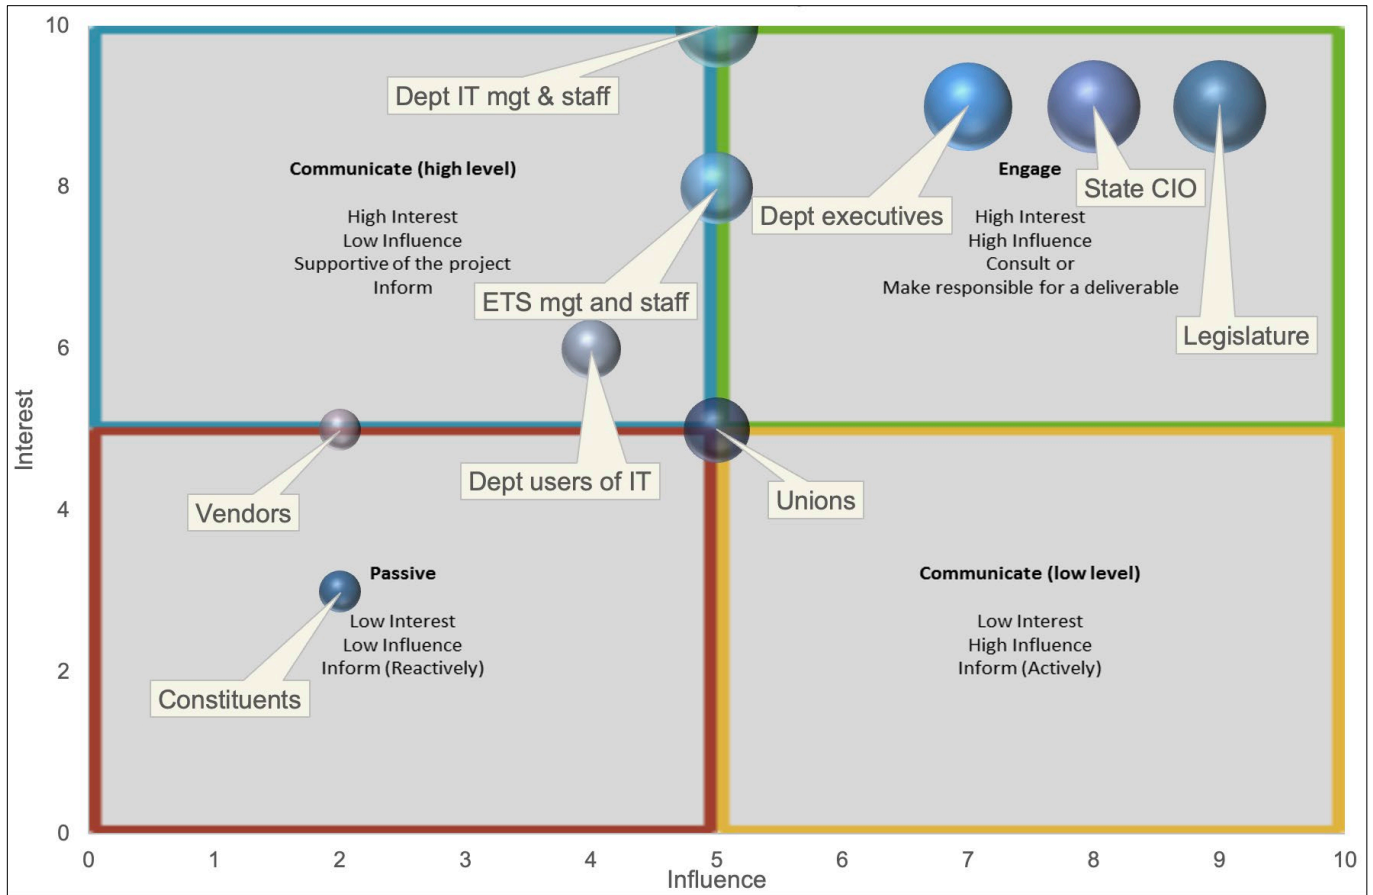 10
Dept IT mgt & staff
Communicate (high level)
High Interest
Low Influence
Supportive of the project
Inform
Engage
High Interest
High Influence
Consult or
Make responsible for a deliverable
State CIO
Dept executives
8
ETS mgt and staff
Legislature
6
Interest
Dept users of IT
Unions
Vendors
4
Passive
Low Interest
Low Influence
Inform (Reactively)
Communicate (low level)
Low Interest
High Influence
Inform (Actively)
2
Constituents
0
0 1 2 3 4 5 6 7 8 9 10
Influence